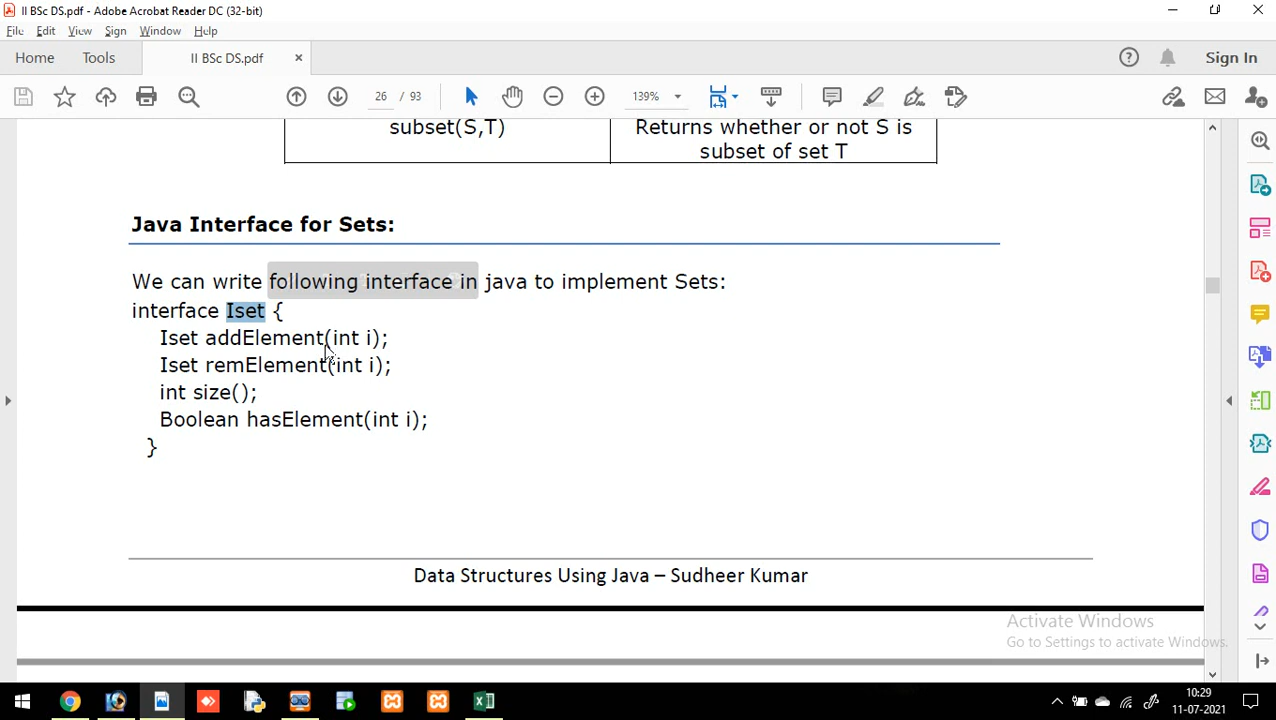 II BSc DS.pdf - Adobe Acrobat Reader DC (32-bit)
File Edit View Sign Window Help
Home Tools II BSc DS.pdf × Sign In
26 / 93 139%
subset(S,T) Returns whether or not S is
subset of set T
Java Interface for Sets:
We can write following interface in java to implement Sets:
interface Iset {
Iset addElement(int i);
Iset remElement(int i);
int size();
Boolean hasElement(int i);
}
Data Structures Using Java – Sudheer Kumar
Activate Windows
Go to Settings to activate Windows.
10:29
11-07-2021